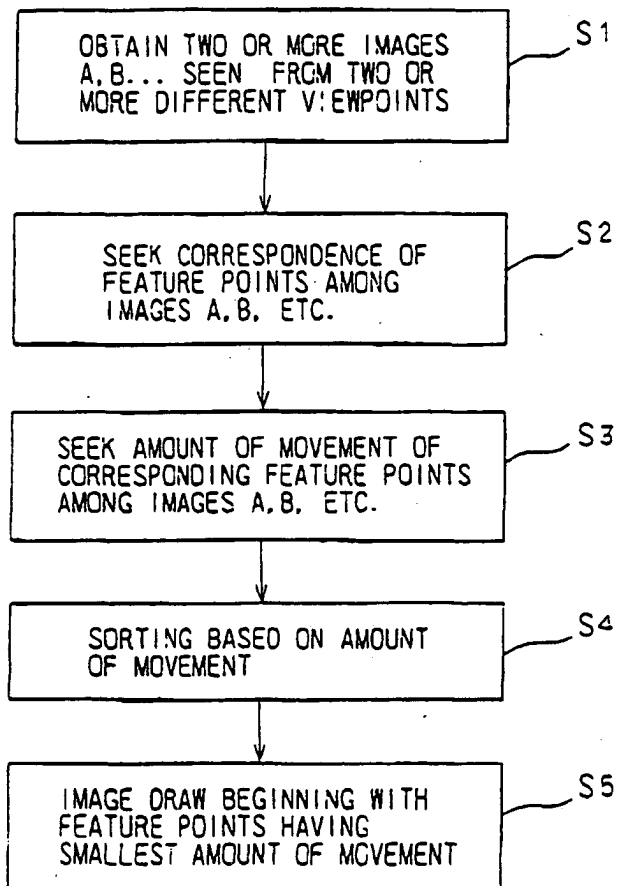 OBTAIN TWO OR MORE IMAGES
A.B... SEEN FROM TWO OR
MORE DIFFERENT VIEWPOINTS
S1
SEEK CORRESPONDENCE OF
FEATURE POINTS AMONG
IMAGES A.B. ETC.
S2
SEEK AMOUNT OF MOVEMENT OF
CORRESPONDING FEATURE POINTS
AMONG IMAGES A.B. ETC.
S3
SORTING BASED ON AMOUNT
OF MOVEMENT
S4
IMAGE DRAW BEGINNING WITH
FEATURE POINTS HAVING
SMALLEST AMOUNT OF MOVEMENT
S5